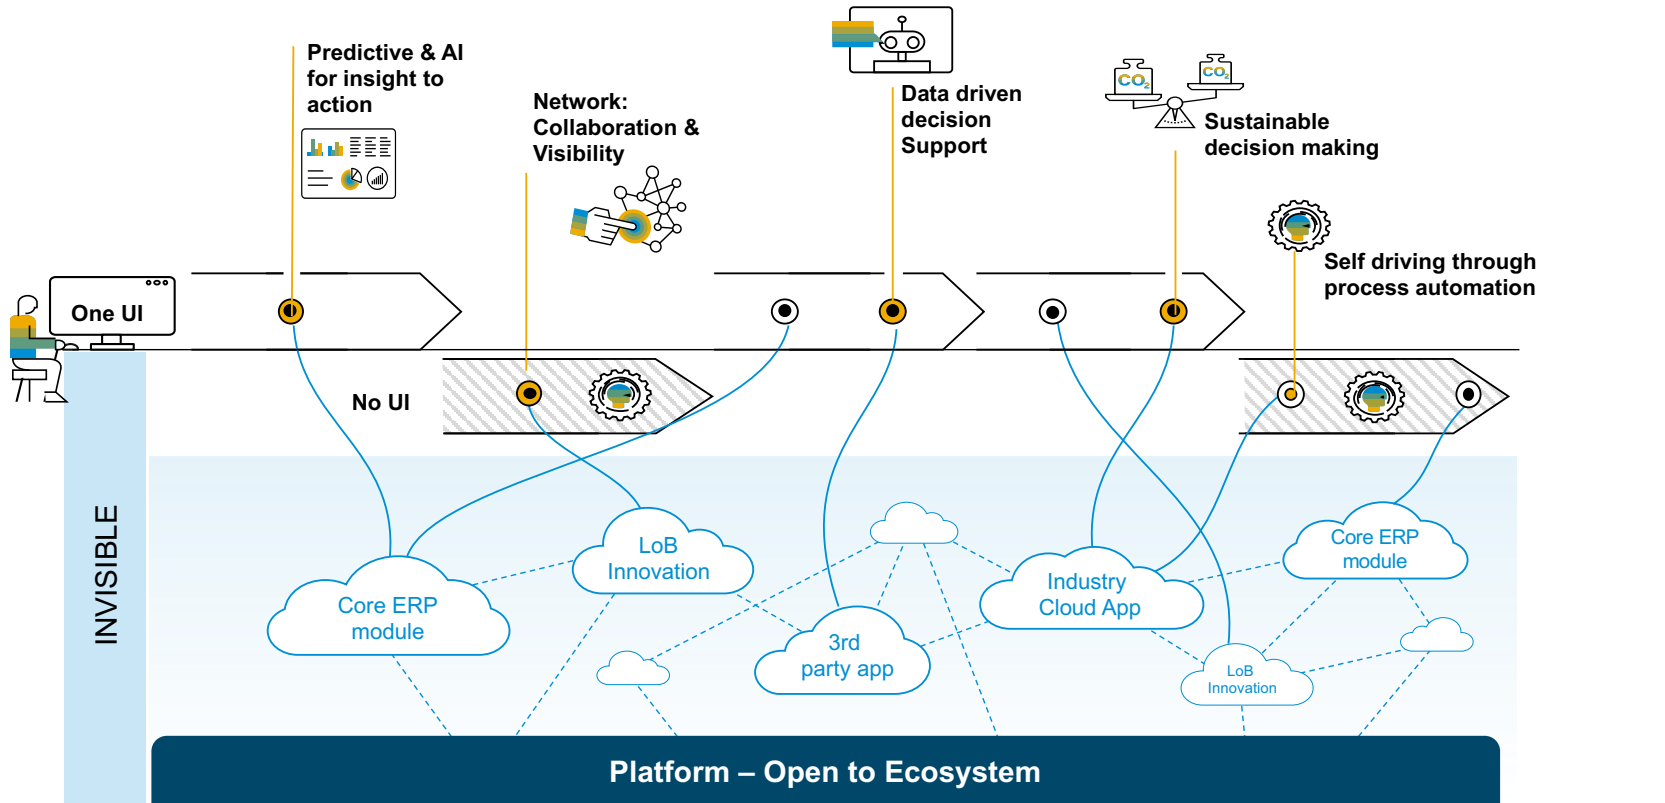 Predictive & AI
for insight to
action
Network:
Collaboration &
Visibility
Data driven
decision
Support
CO2
CO2
Sustainable
decision making
Self driving through
process automation
One UI
No UI
INVISIBLE
Core ERP
module
LoB
Innovation
3rd
party app
Industry
Cloud App
Core ERP
module
LoB
Innovation
Platform – Open to Ecosystem